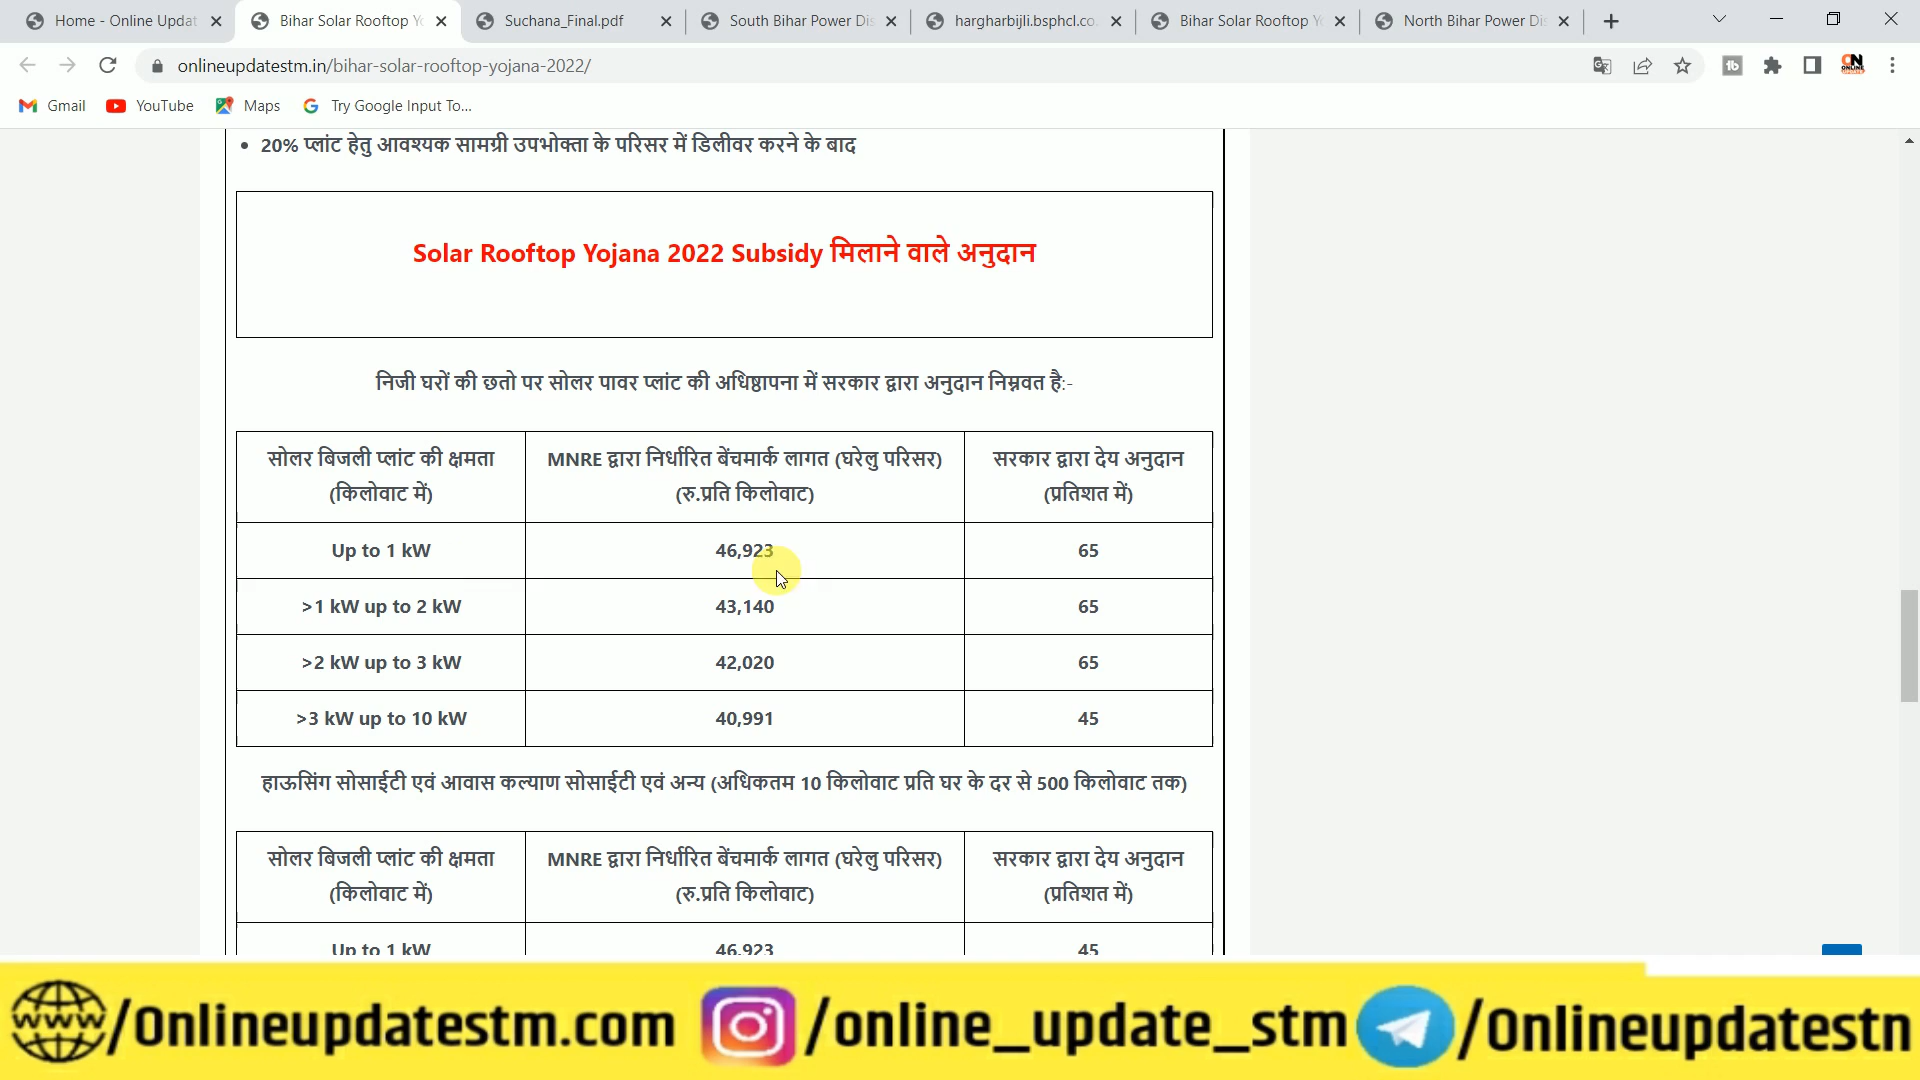 Home - Online Updat
Bihar Solar Rooftop Y
Suchana_Final.pdf
South Bihar Power Dis
hargharbijli.bsphcl.co.
Bihar Solar Rooftop Y
North Bihar Power Dis
onlineupdatestm.in/bihar-solar-rooftop-yojana-2022/
Gmail
YouTube
Maps
Try Google Input To...
• 20% प्लांट हेतु आवश्यक सामग्री उपभोक्ता के परिसर में डिलीवर करने के बाद
Solar Rooftop Yojana 2022 Subsidy मिलाने वाले अनुदान
निजी घरों की छतो पर सोलर पावर प्लांट की अधिष्ठापना में सरकार द्वारा अनुदान निम्नवत है:-
सोलर बिजली प्लांट की क्षमता
(किलोवाट में)
MNRE द्वारा निर्धारित बेंचमार्क लागत (घरेलु परिसर)
(रु.प्रति किलोवाट)
सरकार द्वारा देय अनुदान
(प्रतिशत में)
Up to 1 kW 46,923 65
>1 kW up to 2 kW 43,140 65
>2 kW up to 3 kW 42,020 65
>3 kW up to 10 kW 40,991 45
हाऊसिंग सोसाईटी एवं आवास कल्याण सोसाईटी एवं अन्य (अधिकतम 10 किलोवाट प्रति घर के दर से 500 किलोवाट तक)
सोलर बिजली प्लांट की क्षमता
(किलोवाट में)
MNRE द्वारा निर्धारित बेंचमार्क लागत (घरेलु परिसर)
(रु.प्रति किलोवाट)
सरकार द्वारा देय अनुदान
(प्रतिशत में)
Up to 1 kW 46,923 45
www/Onlineupdatestm.com /online_update_stm /Onlineupdatestn